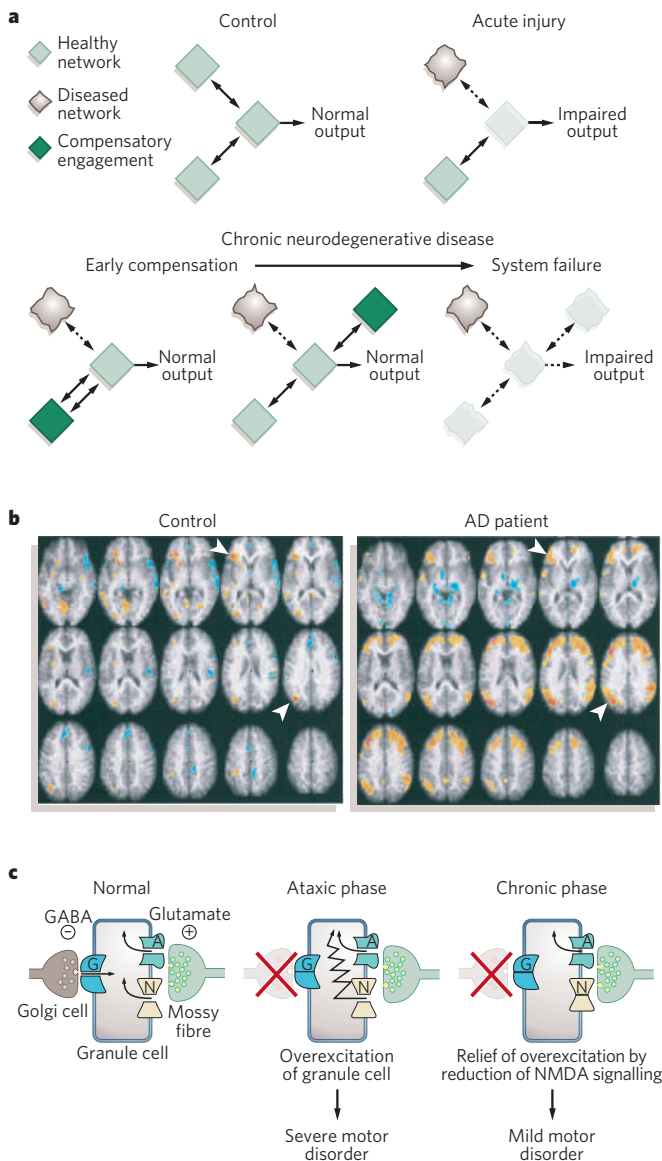 a
Control
Acute injury
Healthy
network
Diseased
network
Compensatory
engagement
Normal
output
Impaired
output
Chronic neurodegenerative disease
Early compensation
System failure
Normal
output
Normal
output
Impaired
output
b
Control
AD patient
c
Normal
Ataxic phase
Chronic phase
GABA
−
Glutamate
+
G
A
N
Golgi cell
Mossy
fibre
Granule cell
G
A
N
Overexcitation
of granule cell
Severe motor
disorder
G
A
N
Relief of overexcitation by
reduction of NMDA signalling
Mild motor
disorder